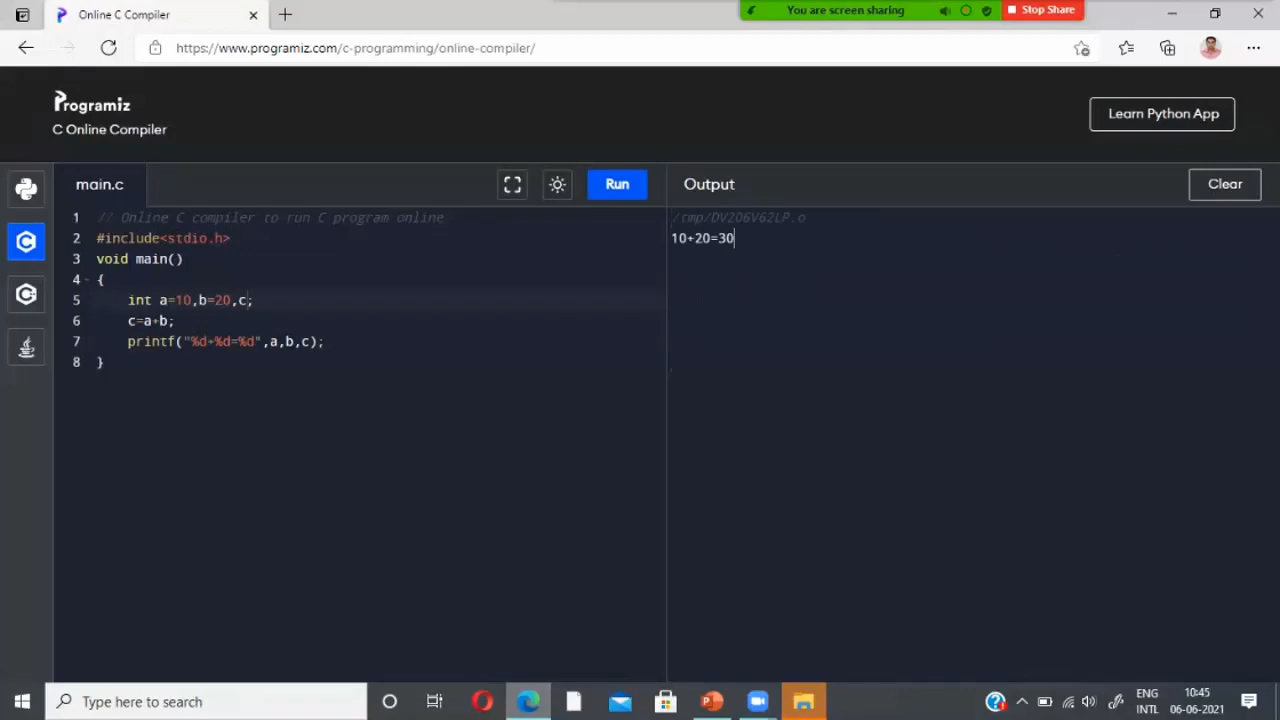 Online C Compiler
You are screen sharing
Stop Share
https://www.programiz.com/c-programming/online-compiler/
Programiz
C Online Compiler
Learn Python App
main.c
Run
Output
Clear
1 // Online C compiler to run C program online
2 #include<stdio.h>
3 void main()
4 {
5 int a=10,b=20,c;
6 c=a+b;
7 printf("%d+%d=%d",a,b,c);
8 }
/tmp/DV206V62LP.o
10+20=30
Type here to search
ENG
INTL
10:45
06-06-2021